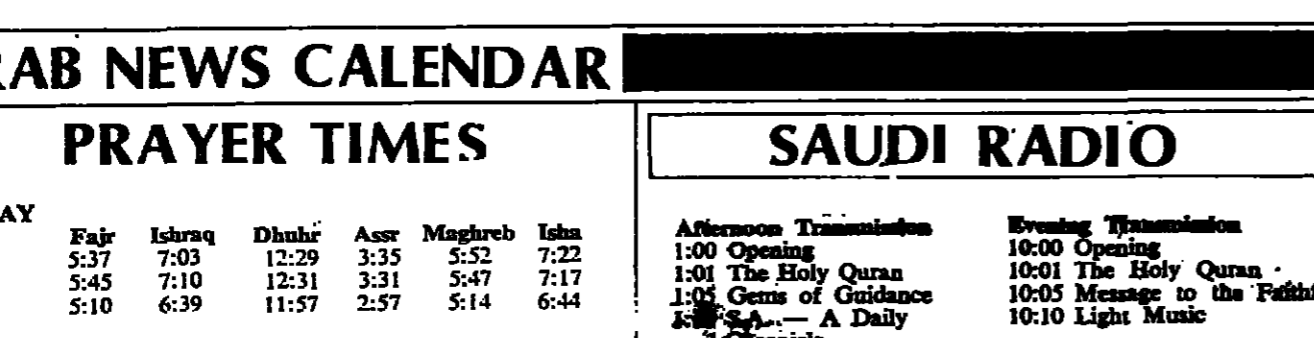 RAB NEWS CALENDAR
PRAYER TIMES
AY
Fajr Ishraq Dhuhr Assr Maghreb Isha
5:37 7:03 12:29 3:35 5:52 7:22
5:45 7:10 12:31 3:31 5:47 7:17
5:10 6:39 11:57 2:57 5:14 6:44
SAUDI RADIO
Afternoon Transmission
1:00 Opening
1:01 The Holy Quran
1:05 Gems of Guidance
S.A. — A Daily
Evening Transmission
10:00 Opening
10:01 The Holy Quran
10:05 Message to the Faithf
10:10 Light Music